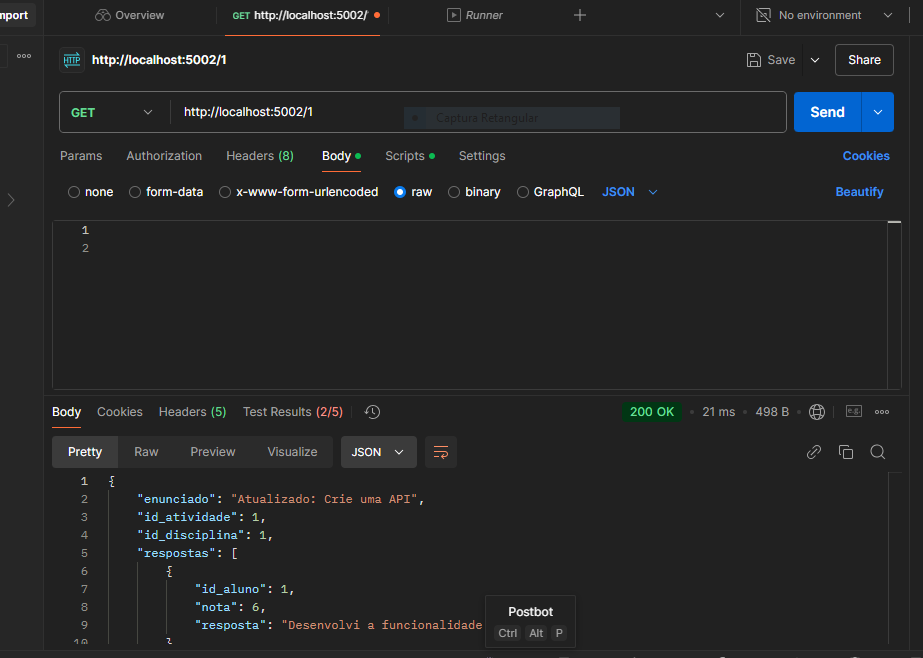 mport Overview GET http://localhost:5002/ Runner No environment
HTTP http://localhost:5002/1 Save Share
GET http://localhost:5002/1 Captura Retangular Send
Params Authorization Headers (8) Body Scripts Settings Cookies
none form-data x-www-form-urlencoded raw binary GraphQL JSON Beautify
1
2
Body Cookies Headers (5) Test Results (2/5) 200 OK 21 ms 498 B e.g.
Pretty Raw Preview Visualize JSON
1 {
2 "enunciado": "Atualizado: Crie uma API",
3 "id_atividade": 1,
4 "id_disciplina": 1,
5 "respostas": [
6 {
7 "id_aluno": 1,
8 "nota": 6,
9 "resposta": "Desenvolvi a funcionalidade
10 }
Postbot
Ctrl Alt P